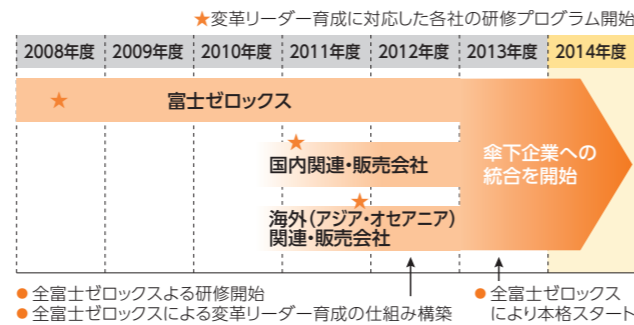 ★変革リーダー育成に対応した各社の研修プログラム開始
2008年度 2009年度 2010年度 2011年度 2012年度 2013年度 2014年度
★ 富士ゼロックス
★
国内関連・販売会社
★
海外（アジア・オセアニア）
関連・販売会社
傘下企業への
統合を開始
● 全富士ゼロックスよる研修開始
● 全富士ゼロックスによる変革リーダー育成の仕組み構築
● 全富士ゼロックス
により本格スタート